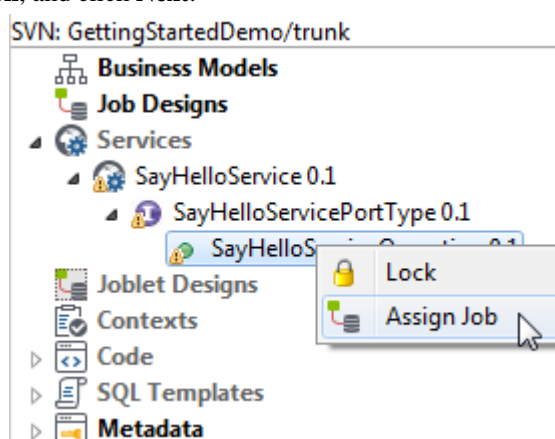 SVN: GettingStartedDemo/trunk
Business Models
Job Designs
Services
SayHelloService 0.1
SayHelloServicePortType 0.1
SayHelloS
Lock
Joblet Designs
Assign Job
Contexts
Code
SQL Templates
Metadata